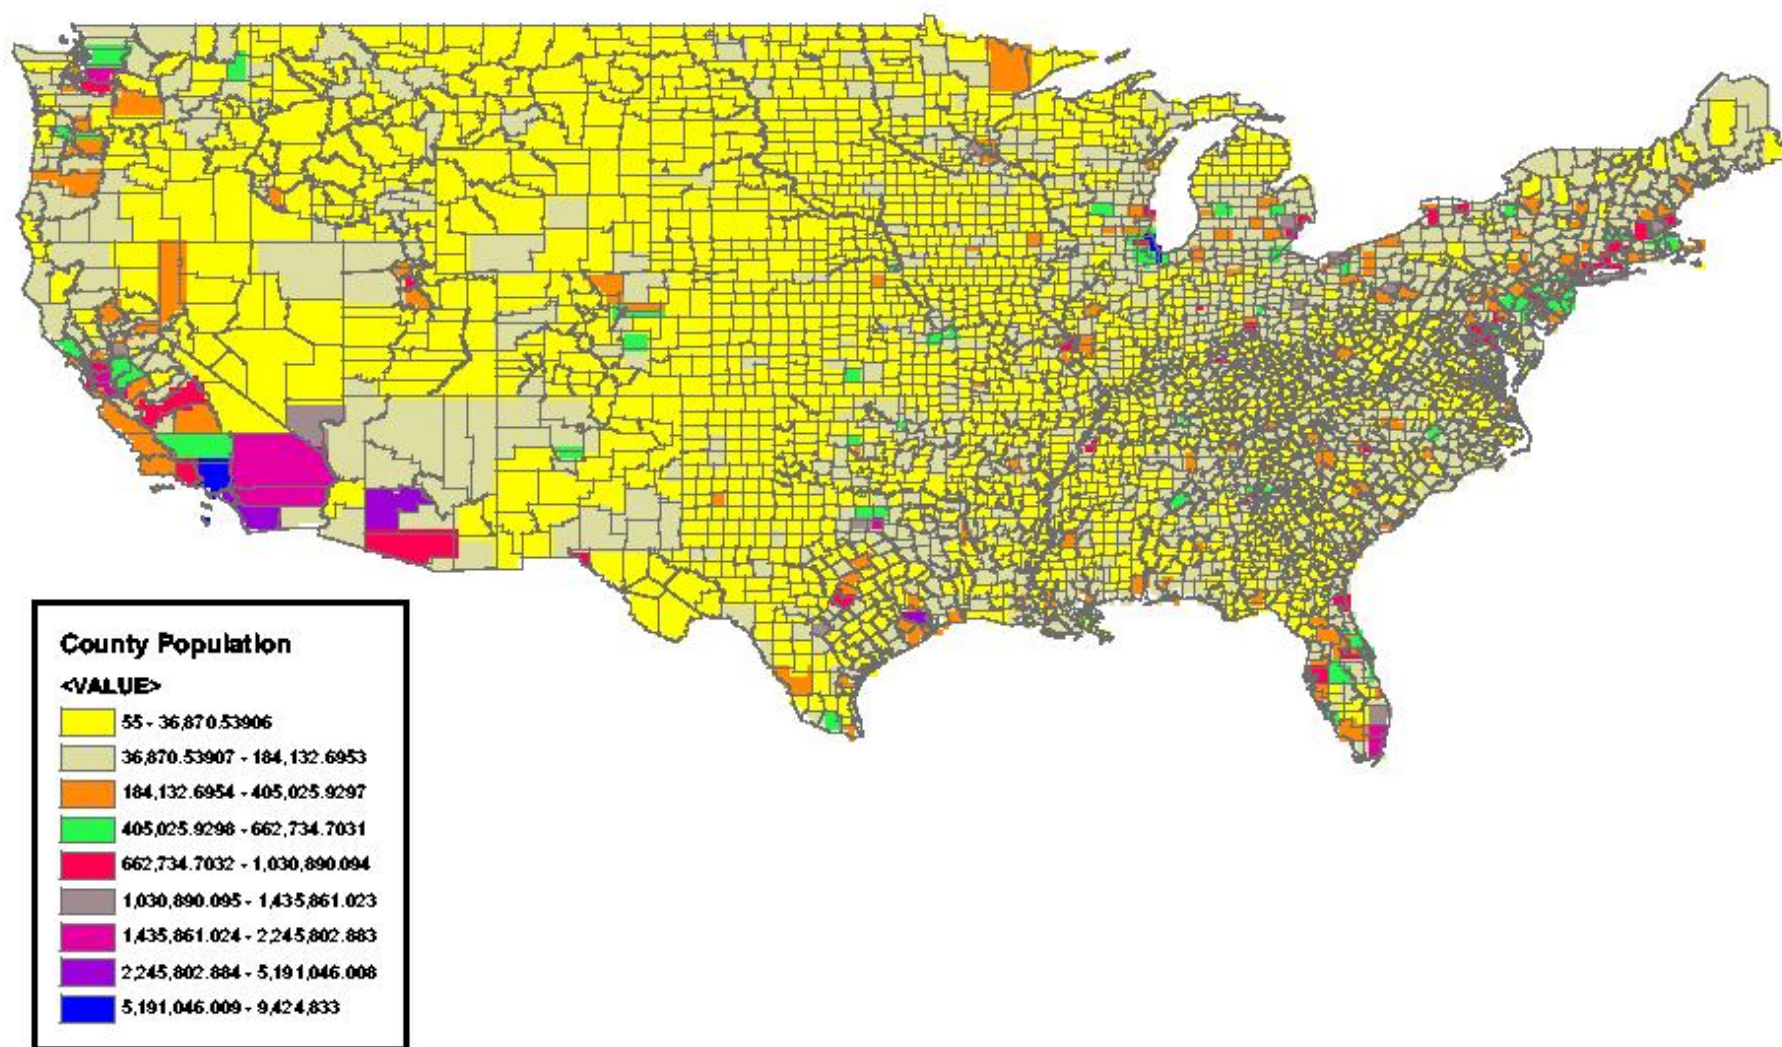 County Population
<VALUE>
55 - 36,870.53906
36,870.53907 - 184,132.6953
184,132.6954 - 405,025.9297
405,025.9298 - 662,734.7031
662,734.7032 - 1,030,890.094
1,030,890.095 - 1,435,861.023
1,435,861.024 - 2,245,802.883
2,245,802.884 - 5,191,046.008
5,191,046.009 - 9,424,833